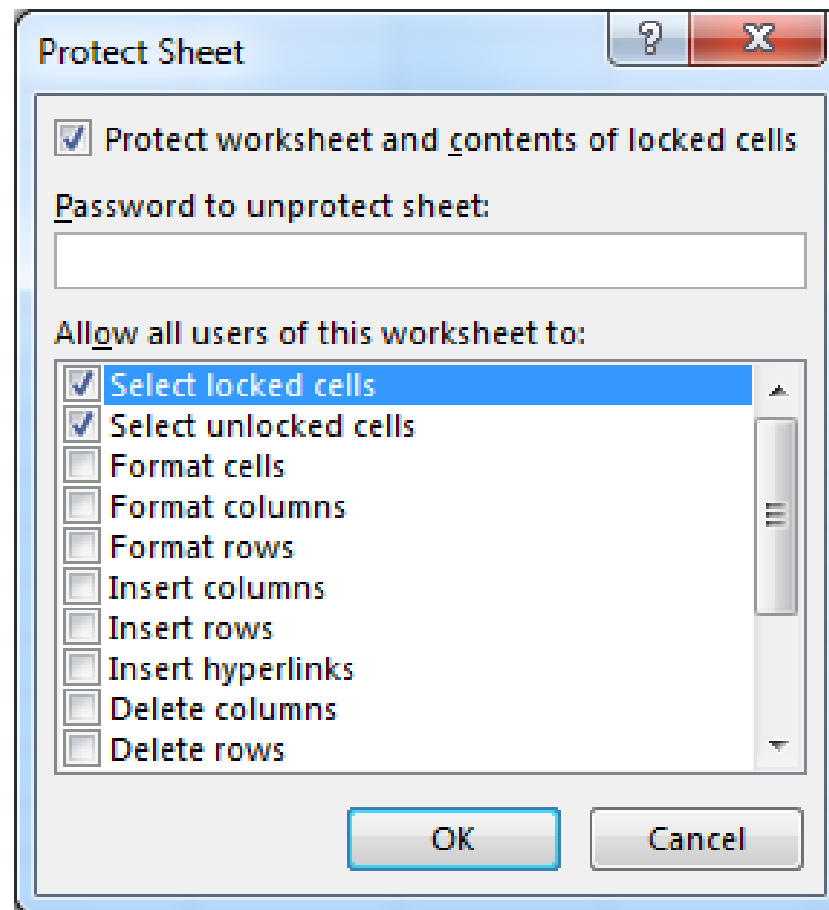 Protect Sheet
Protect worksheet and contents of locked cells
Password to unprotect sheet:
Allow all users of this worksheet to:
Select locked cells
Select unlocked cells
Format cells
Format columns
Format rows
Insert columns
Insert rows
Insert hyperlinks
Delete columns
Delete rows
OK Cancel